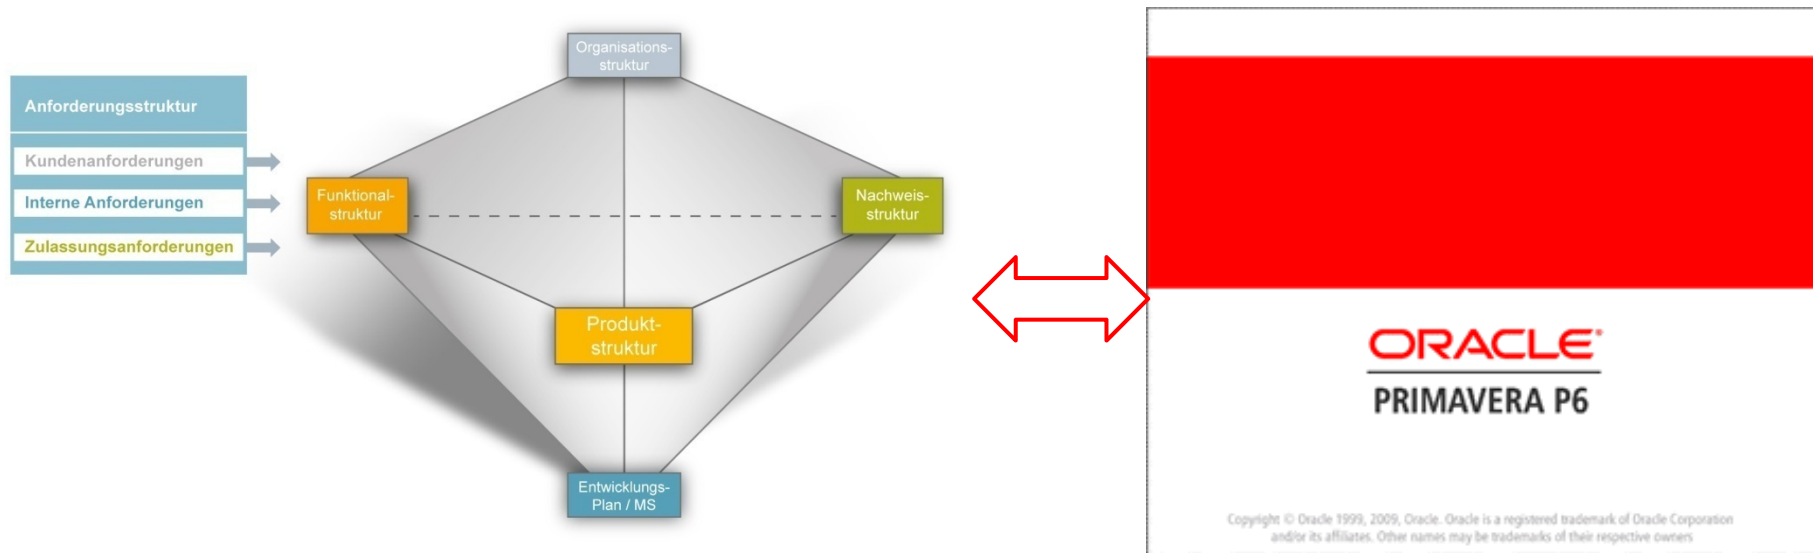 Anforderungsstruktur
Kundenanforderungen
Interne Anforderungen
Zulassungsanforderungen
Organisations-
struktur
Funktional-
struktur
Nachweis-
struktur
Produkt-
struktur
Entwicklungs-
Plan / MS
ORACLE®
PRIMAVERA P6
Copyright © Oracle 1999, 2009, Oracle. Oracle is a registered trademark of Oracle Corporation
and/or its affiliates. Other names may be trademarks of their respective owners